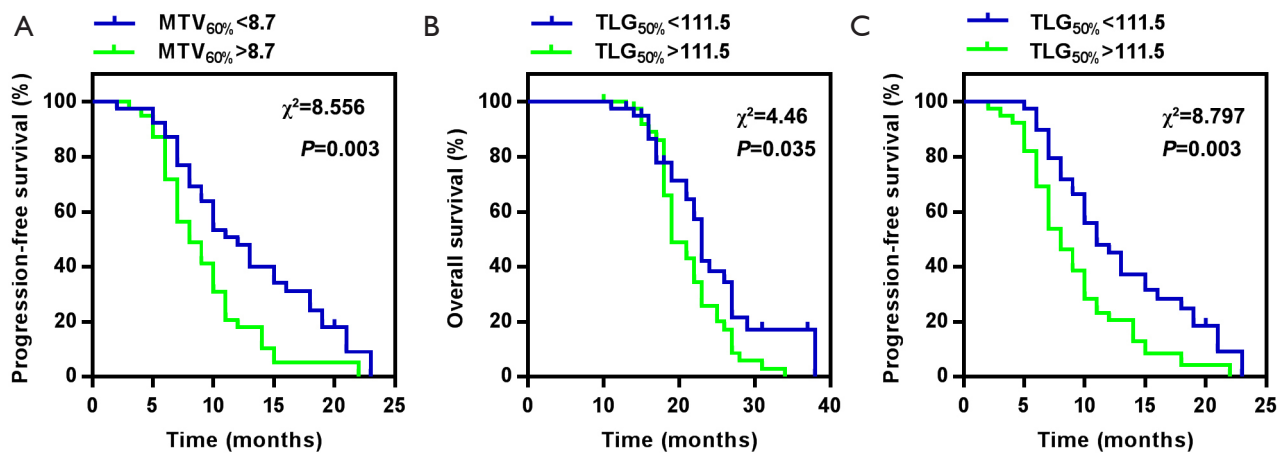 A
MTV60%<8.7
MTV60%>8.7
Progression-free survival (%)
100
80
60
40
20
0
χ²=8.556
P=0.003
0 5 10 15 20 25
Time (months)
B
TLG50%<111.5
TLG50%>111.5
Overall survival (%)
100
80
60
40
20
0
χ²=4.46
P=0.035
0 10 20 30 40
Time (months)
C
TLG50%<111.5
TLG50%>111.5
Progression-free survival (%)
100
80
60
40
20
0
χ²=8.797
P=0.003
0 5 10 15 20 25
Time (months)